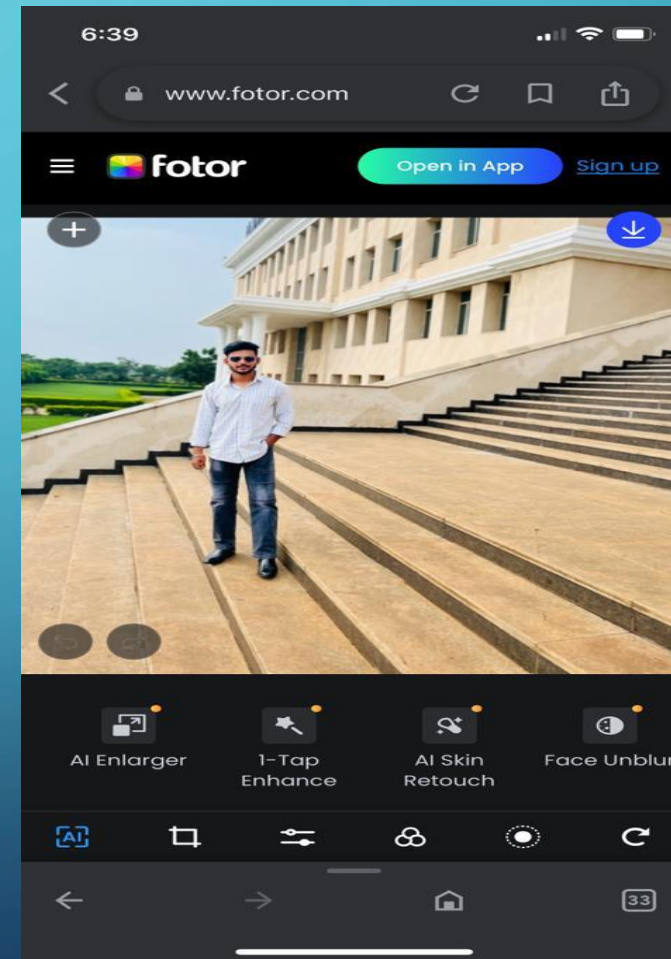 6:39
www.fotor.com
fotor
Open in App
Sign up
AI Enlarger
1-Tap
Enhance
AI Skin
Retouch
Face Unblur
AI
33